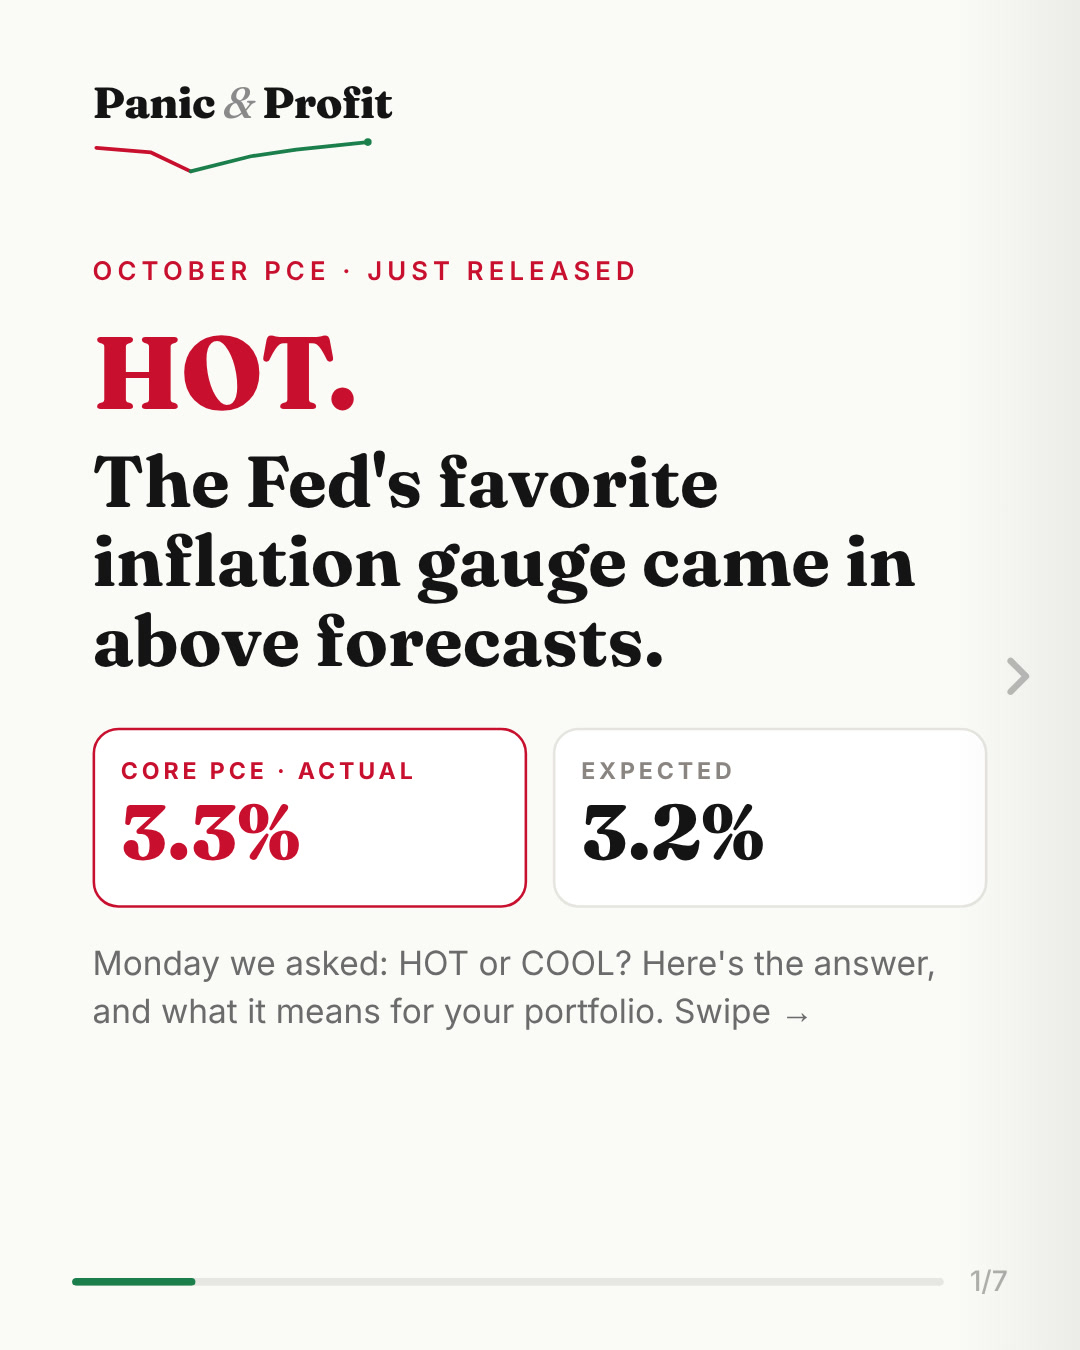 Panic & Profit
OCTOBER PCE · JUST RELEASED
HOT.
The Fed's favorite
inflation gauge came in
above forecasts.
CORE PCE · ACTUAL
3.3%
EXPECTED
3.2%
Monday we asked: HOT or COOL? Here's the answer,
and what it means for your portfolio. Swipe →
1/7